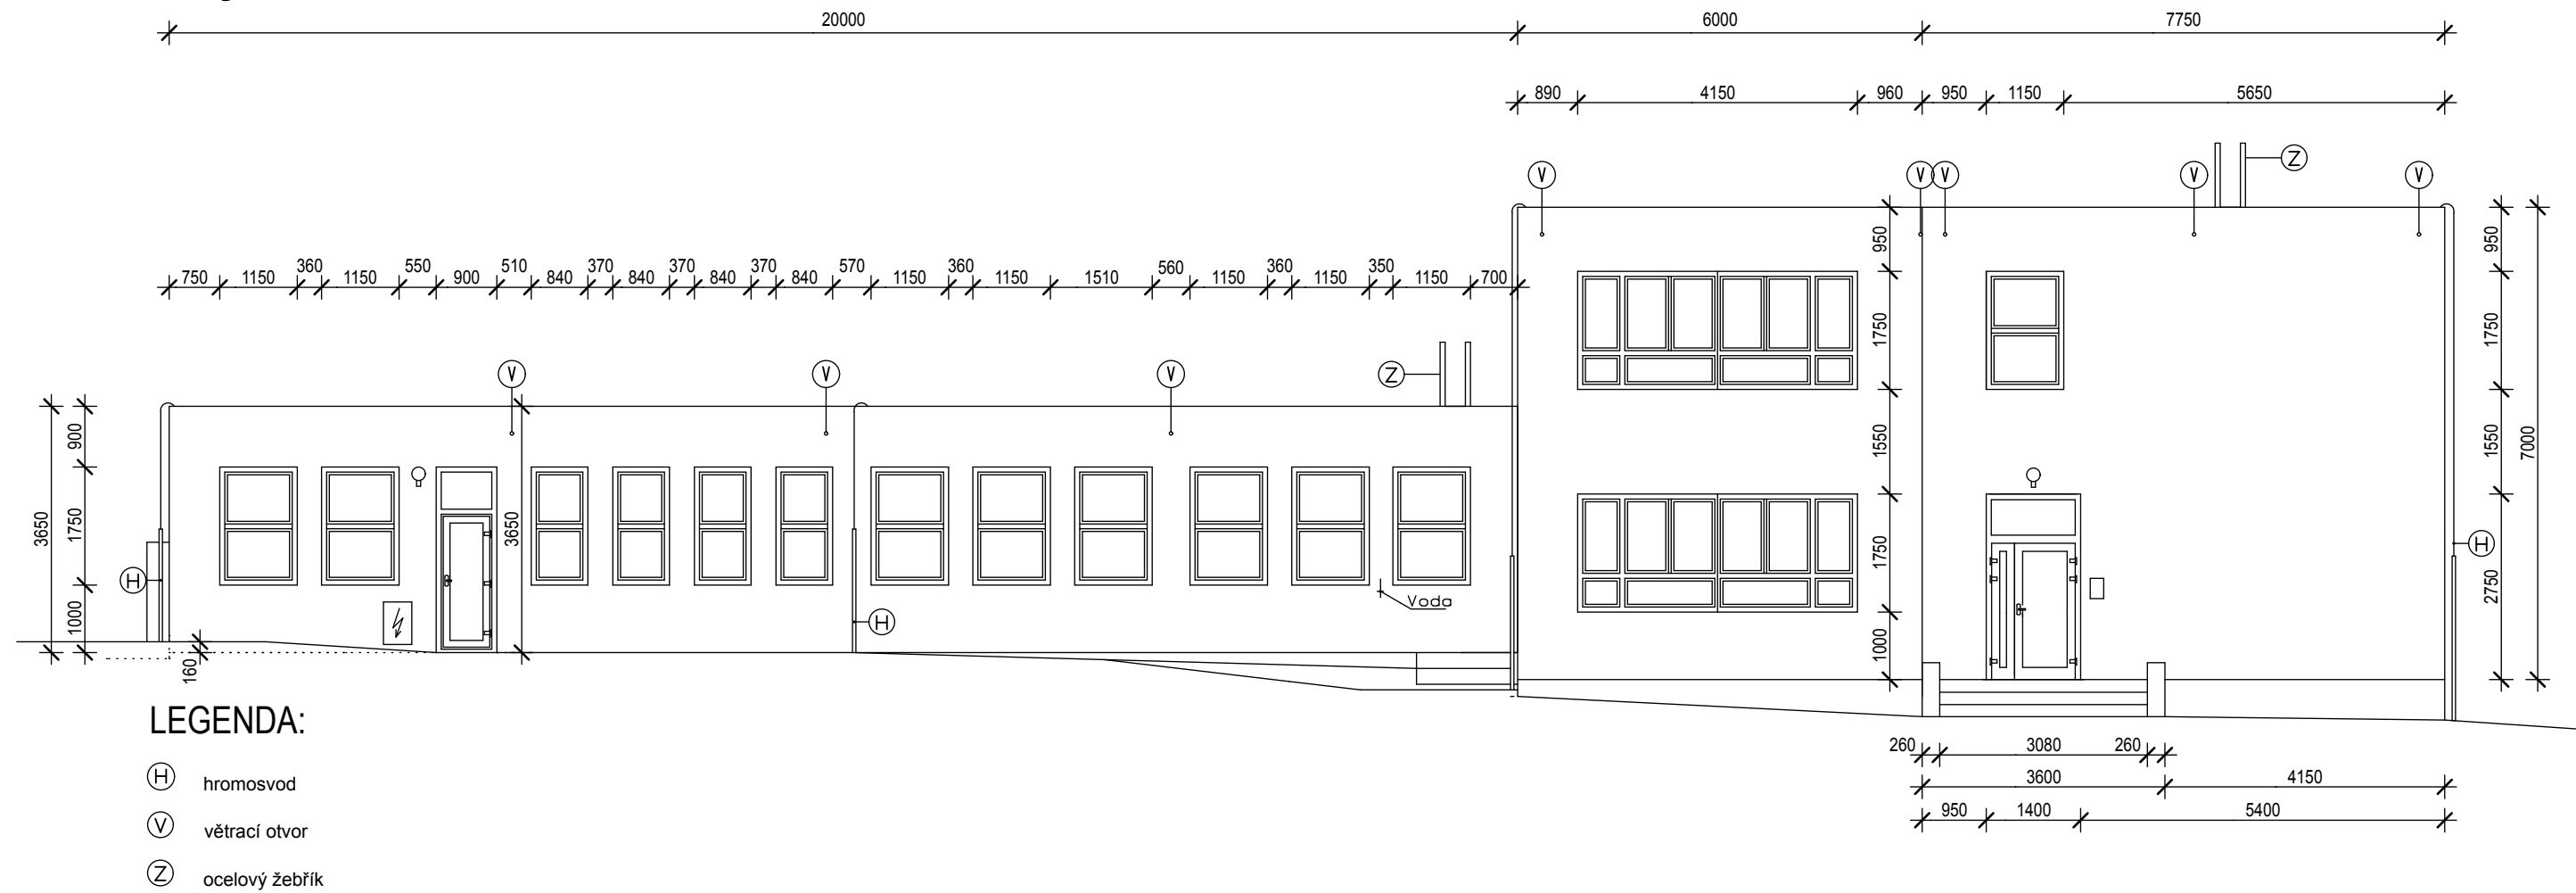 20000 6000 7750
890 4150 960 950 1150 5650
V V V V V Z
750 1150 360 1150 550 900 510 840 370 840 370 840 370 840 570 1150 360 1150 1510 560 1150 360 1150 350 1150 700
950 950
1750 1750
1550 1550
7000
V V V Z
900
3650 1750 3650
1000
H H H
1750 2750
1000
Voda
160
LEGENDA:
260 3080 260
3600 4150
950 1400 5400
H hromosvod
V větrací otvor
Z ocelový žebřík